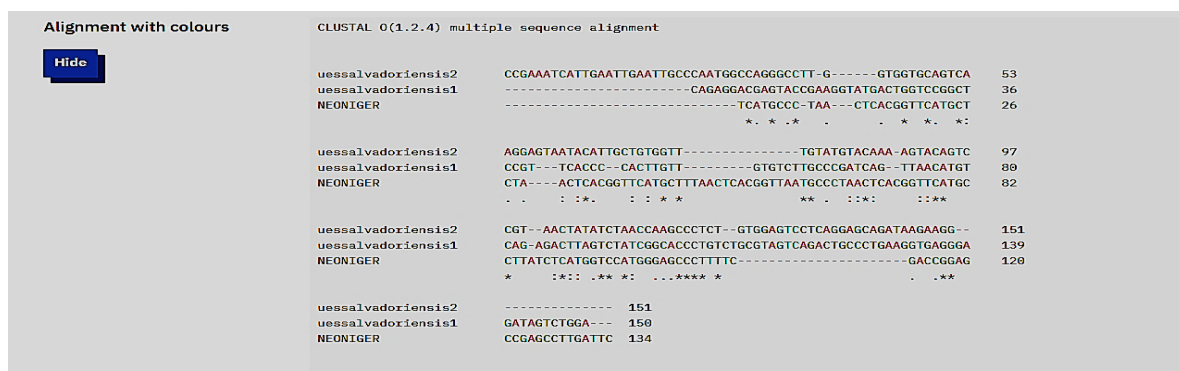 Alignment with colours
Hide
CLUSTAL O(1.2.4) multiple sequence alignment
uessalvadoriensis2 CCGAAATCATTGAATTGAATTGCCCAATGGCCAGGGCCTT-G------GTGGTGCAGTCA 53
uessalvadoriensis1 ------------------------CAGAGGACGAGTACCGAAGGTATGACTGGTCCGGCT 36
NEONIGER ------------------------------TCATGCCC-TAA---CTCACGGTTCATGCT 26
*. * .* . . * *. *:
uessalvadoriensis2 AGGAGTAATACATTGCTGTGGTT---------------TGTATGTACAAA-AGTACAGTC 97
uessalvadoriensis1 CCGT---TCACCC--CACTTGTT---------GTGTCTTGCCCGATCAG--TTAACATGT 80
NEONIGER CTA----ACTCACGGTTCATGCTTTAACTCACGGTTAATGCCCTAACTCACGGTTCATGC 82
. . : :*. : : * * ** . ::*: ::**
uessalvadoriensis2 CGT--AACTATATCTAACCAAGCCCTCT--GTGGAGTCCTCAGGAGCAGATAAGAAGG-- 151
uessalvadoriensis1 CAG-AGACTTAGTCTATCGGCACCCTGTCTGCGTAGTCAGACTGCCCTGAAGGTGAGGGA 139
NEONIGER CTTATCTCATGGTCCATGGGAGCCCTTTTC----------------------GACCGGAG 120
* :*:: .** *: ...**** * . .**
uessalvadoriensis2 -------------- 151
uessalvadoriensis1 GATAGTCTGGA--- 150
NEONIGER CCGAGCCTTGATTC 134